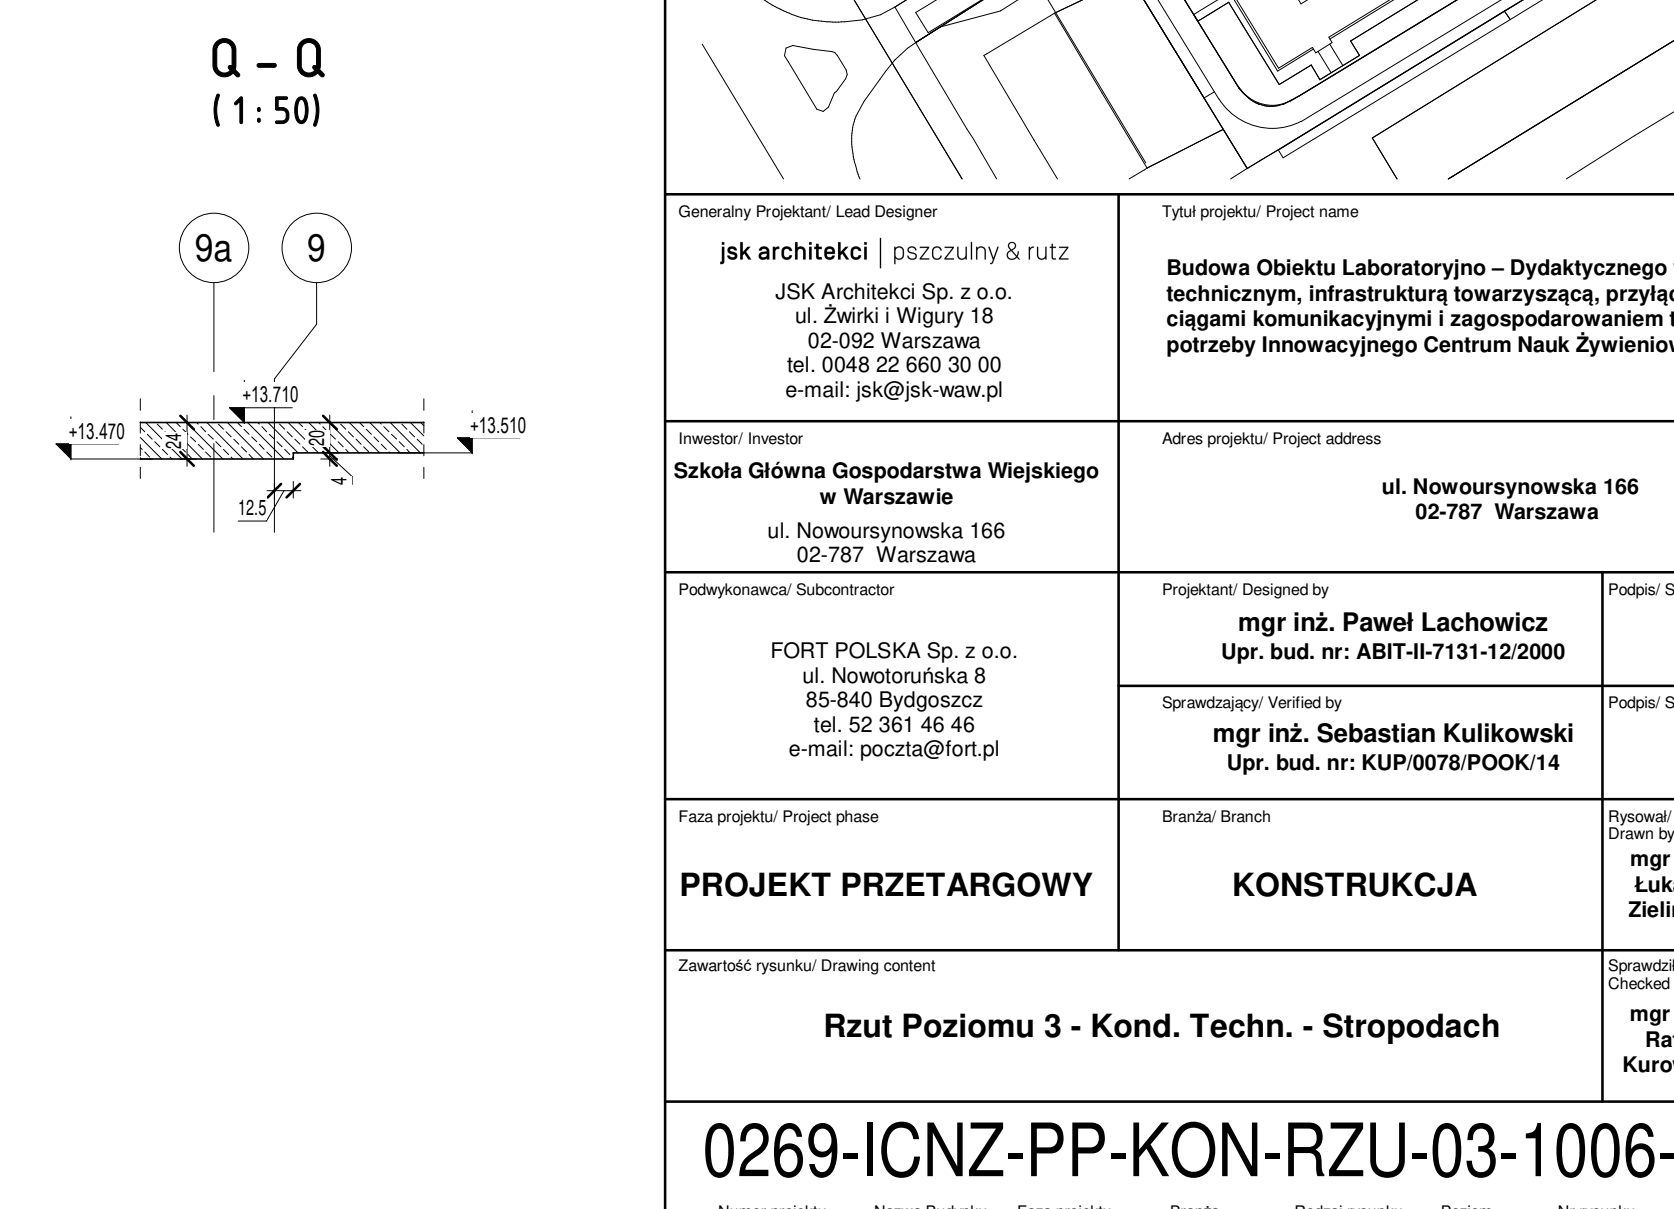 Q - Q
(1:50)
9a
9
+13.710
+13.470
+13.510
24
20
4
12.5
Generalny Projektant/ Lead Designer
jsk architekci | pszczulny & rutz
JSK Architekci Sp. z o.o.
ul. Żwirki i Wigury 18
02-092 Warszawa
tel. 0048 22 660 30 00
e-mail: jsk@jsk-waw.pl
Tytuł projektu/ Project name
Budowa Obiektu Laboratoryjno – Dydaktycznego
technicznym, infrastrukturą towarzyszącą,
ciągami komunikacyjnymi i zagospodarowaniem
potrzeby Innowacyjnego Centrum Nauk
Inwestor/ Investor
Szkoła Główna Gospodarstwa Wiejskiego
w Warszawie
ul. Nowoursynowska 166
02-787 Warszawa
Adres projektu/ Project address
ul. Nowoursynowska 166
02-787 Warszawa
Podwykonawca/ Subcontractor
FORT POLSKA Sp. z o.o.
ul. Nowotoruńska 8
85-840 Bydgoszcz
tel. 52 361 46 46
e-mail: poczta@fort.pl
Projektant/ Designed by
mgr inż. Paweł Lachowicz
Upr. bud. nr: ABIT-II-7131-12/2000
Podpis/
Sprawdzający/ Verified by
mgr inż. Sebastian Kulikowski
Upr. bud. nr: KUP/0078/POOK/14
Podpis/
Faza projektu/ Project phase
PROJEKT PRZETARGOWY
Branża/ Branch
KONSTRUKCJA
Rysował/
Drawn by
mgr
Zawartość rysunku/ Drawing content
Rzut Poziomu 3 - Kond. Techn. - Stropodach
Checked
mgr
0269-ICNZ-PP-KON-RZU-03-1006-